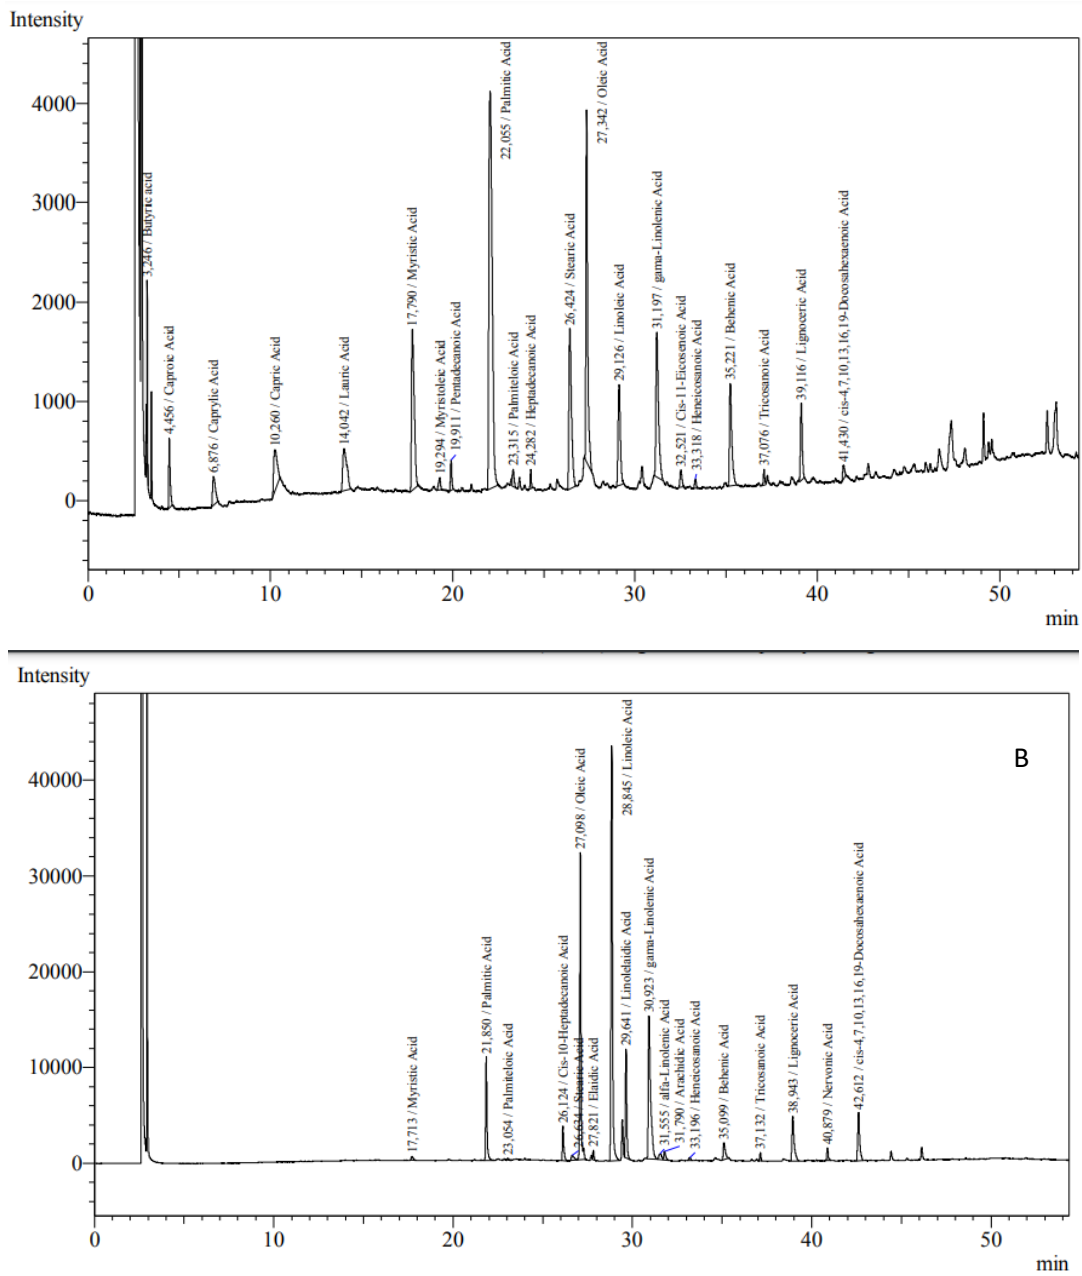 Intensity
4000
3000
2000
1000
0
3,246 / Butyric acid
4,456 / Caproic Acid
6,876 / Caprylic Acid
10,260 / Capric Acid
14,042 / Lauric Acid
17,790 / Myristic Acid
19,294 / Myristoleic Acid
19,911 / Pentadecanoic Acid
22,055 / Palmitic Acid
23,315 / Palmiteloic Acid
24,282 / Heptadecanoic Acid
26,424 / Stearic Acid
27,342 / Oleic Acid
29,126 / Linoleic Acid
31,197 / gama-Linolenic Acid
32,521 / Cis-11-Eicosenoic Acid
33,318 / Heneicosanoic Acid
35,221 / Behenic Acid
37,076 / Tricosanoic Acid
39,116 / Lignoceric Acid
41,430 / cis-4,7,10,13,16,19-Docosahexaenoic Acid
0 10 20 30 40 50
min
Intensity
B
40000
30000
20000
10000
0
17,713 / Myristic Acid
21,850 / Palmitic Acid
23,054 / Palmiteloic Acid
26,124 / Cis-10-Heptadecanoic Acid
26,634 / Stearic Acid
27,098 / Oleic Acid
27,821 / Elaidic Acid
28,845 / Linoleic Acid
29,641 / Linolelaidic Acid
30,923 / gama-Linolenic Acid
31,555 / alfa-Linolenic Acid
31,790 / Arachidic Acid
33,196 / Heneicosanoic Acid
35,099 / Behenic Acid
37,132 / Tricosanoic Acid
38,943 / Lignoceric Acid
40,879 / Nervonic Acid
42,612 / cis-4,7,10,13,16,19-Docosahexaenoic Acid
0 10 20 30 40 50
min